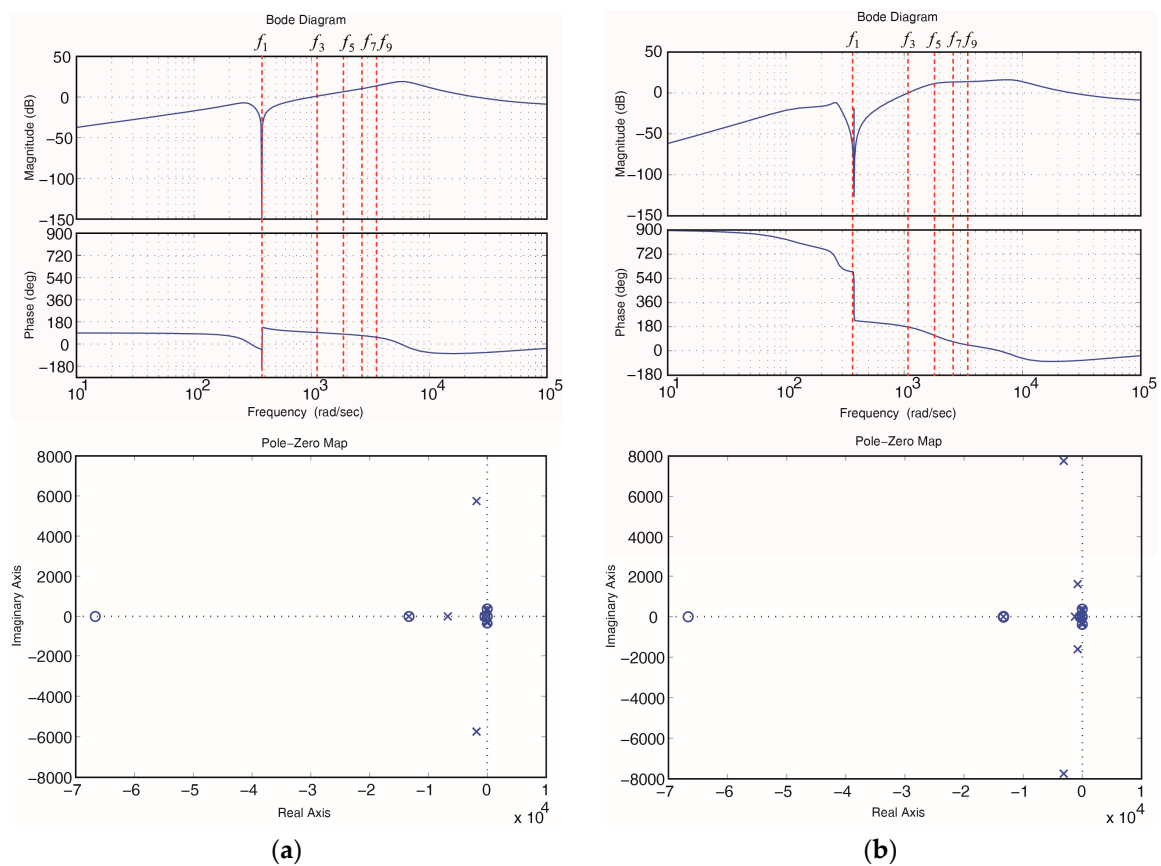 Bode Diagram
f1 f3 f5 f7 f9
50
0
−50
−100
−150
Magnitude (dB)
900
720
540
360
180
0
−180
Phase (deg)
10^1 10^2 10^3 10^4 10^5
Frequency (rad/sec)
Pole−Zero Map
8000
6000
4000
2000
0
−2000
−4000
−6000
−8000
Imaginary Axis
−7 −6 −5 −4 −3 −2 −1 0 1
Real Axis
x 10^4
(a)
Bode Diagram
f1 f3 f5 f7 f9
50
0
−50
−100
−150
Magnitude (dB)
900
720
540
360
180
0
−180
Phase (deg)
10^1 10^2 10^3 10^4 10^5
Frequency (rad/sec)
Pole−Zero Map
8000
6000
4000
2000
0
−2000
−4000
−6000
−8000
Imaginary Axis
−7 −6 −5 −4 −3 −2 −1 0 1
Real Axis
x 10^4
(b)